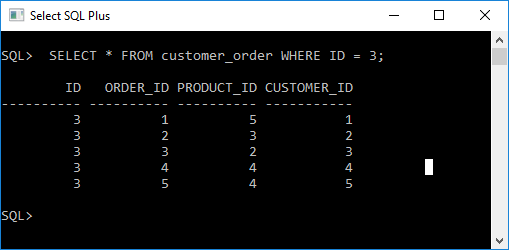 Select SQL Plus
SQL>  SELECT * FROM customer_order WHERE ID = 3;
        ID   ORDER_ID PRODUCT_ID CUSTOMER_ID
---------- ---------- ---------- -----------
         3          1          5           1
         3          2          3           2
         3          3          2           3
         3          4          4           4
         3          5          4           5
SQL>